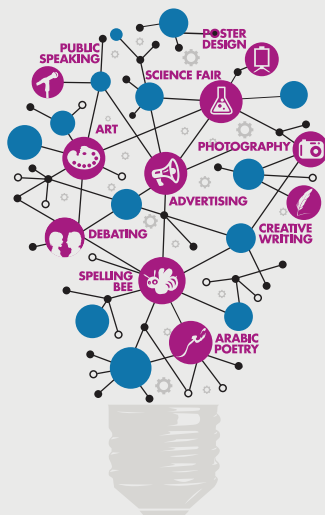 POSTER
DESIGN
PUBLIC
SPEAKING
SCIENCE FAIR
ART
PHOTOGRAPHY
ADVERTISING
DEBATING
CREATIVE
WRITING
SPELLING
BEE
ARABIC
POETRY